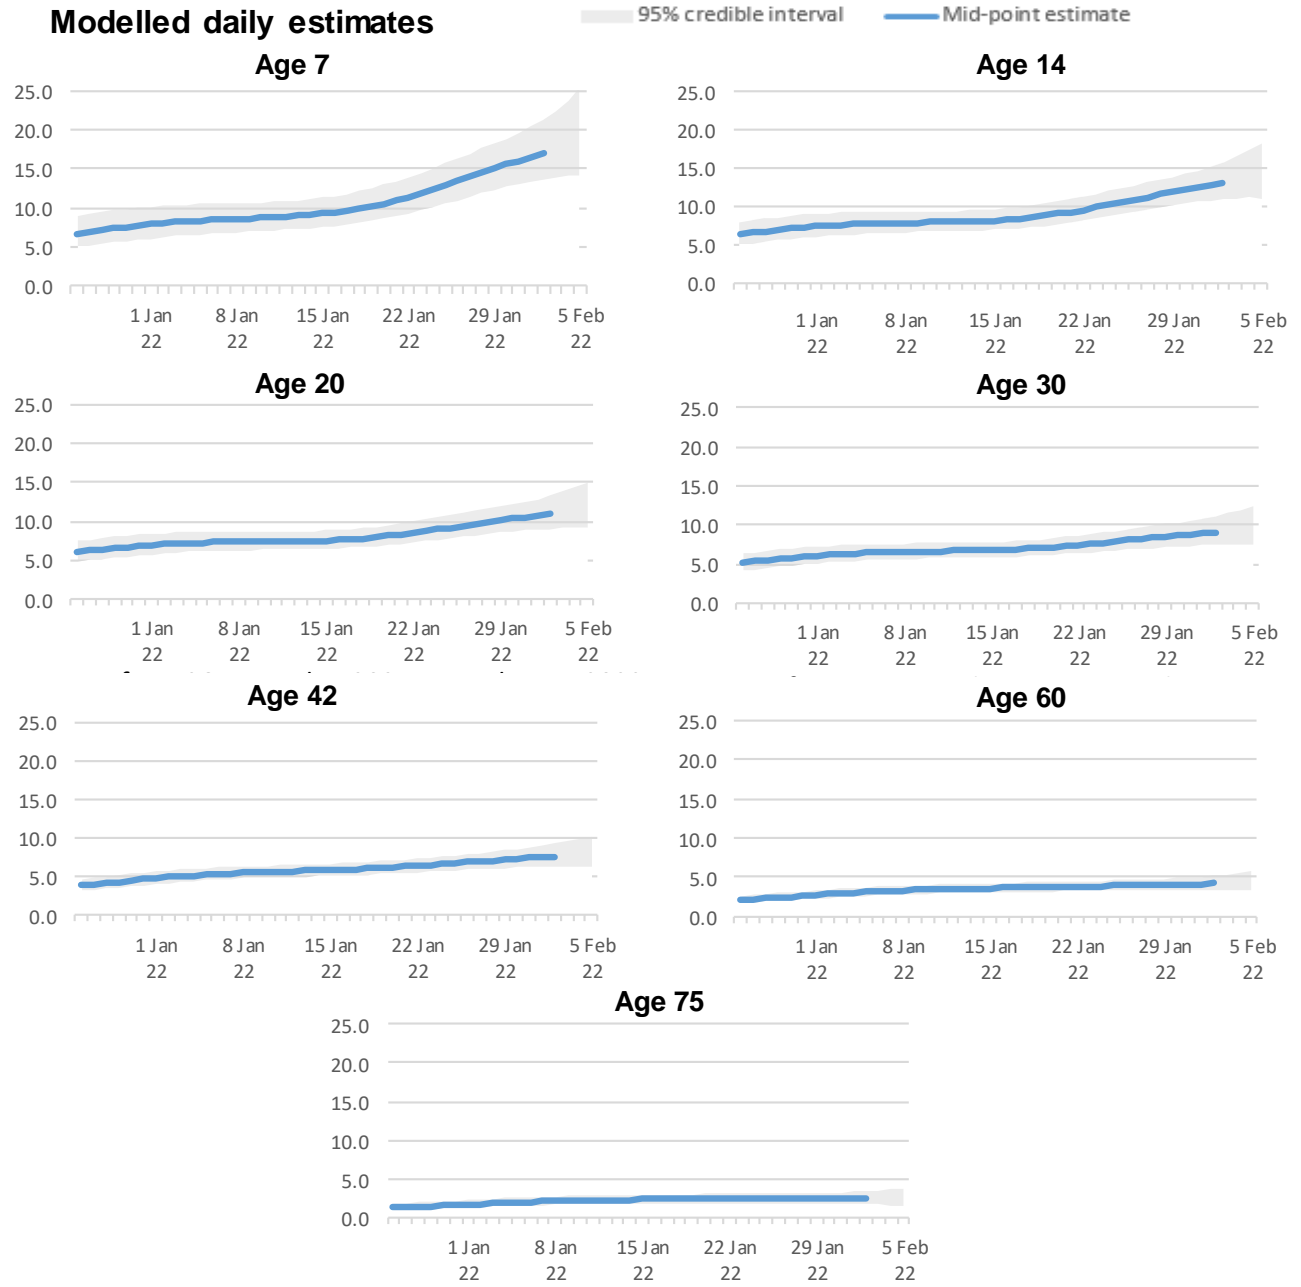 Modelled daily estimates
95% credible interval Mid-point estimate
Age 7 Age 14
25.0 25.0
20.0 20.0
15.0 15.0
10.0 10.0
5.0 5.0
0.0 0.0
1 Jan 8 Jan 15 Jan 22 Jan 29 Jan 5 Feb 1 Jan 8 Jan 15 Jan 22 Jan 29 Jan 5 Feb
22 22 22 22 22 22 22 22 22 22 22 22
Age 20 Age 30
25.0 25.0
20.0 20.0
15.0 15.0
10.0 10.0
5.0 5.0
0.0 0.0
1 Jan 8 Jan 15 Jan 22 Jan 29 Jan 5 Feb 1 Jan 8 Jan 15 Jan 22 Jan 29 Jan 5 Feb
22 22 22 22 22 22 22 22 22 22 22 22
Age 42 Age 60
25.0 25.0
20.0 20.0
15.0 15.0
10.0 10.0
5.0 5.0
0.0 0.0
1 Jan 8 Jan 15 Jan 22 Jan 29 Jan 5 Feb 1 Jan 8 Jan 15 Jan 22 Jan 29 Jan 5 Feb
22 22 22 22 22 22 22 22 22 22 22 22
Age 75
25.0
20.0
15.0
10.0
5.0
0.0
1 Jan 8 Jan 15 Jan 22 Jan 29 Jan 5 Feb
22 22 22 22 22 22